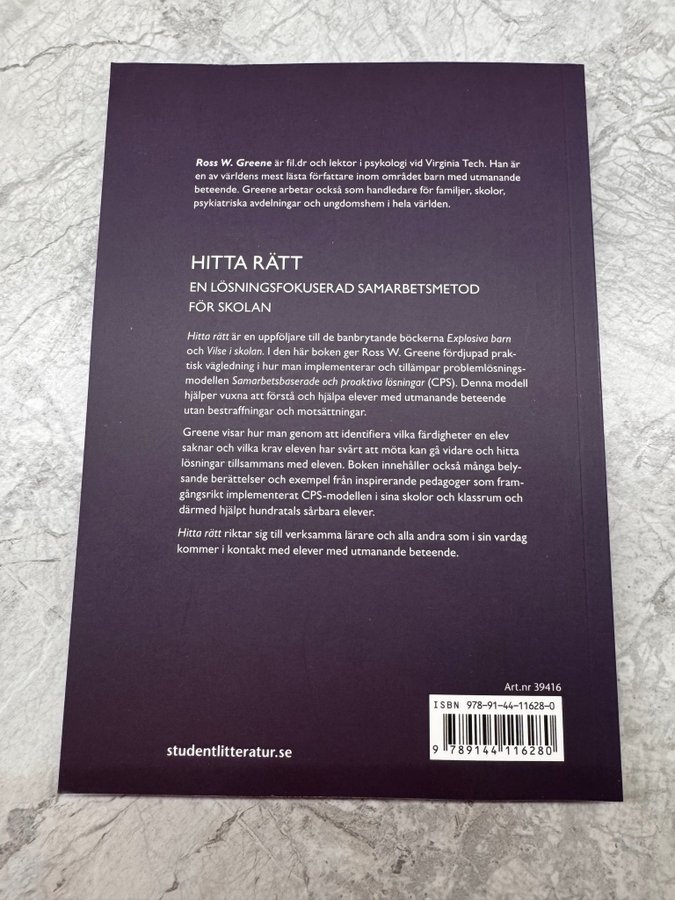 Ross W. Greene är fil.dr och lektor i psykologi vid Virginia Tech. Han är
en av världens mest lästa författare inom området barn med utmanande
beteende. Greene arbetar också som handledare för familjer, skolor,
psykiatriska avdelningar och ungdomshem i hela världen.
HITTA RÄTT
EN LÖSNINGSFOKUSERAD SAMARBETSMETOD
FÖR SKOLAN
Hitta rätt är en uppföljare till de banbrytande böckerna Explosiva barn
och Vilse i skolan. I den här boken ger Ross W. Greene fördjupad prak-
tisk vägledning i hur man implementerar och tillämpar problemlösnings-
modellen Samarbetsbaserade och proaktiva lösningar (CPS). Denna modell
hjälper vuxna att förstå och hjälpa elever med utmanande beteende
utan bestraffningar och motsättningar.
Greene visar hur man genom att identifiera vilka färdigheter en elev
saknar och vilka krav eleven har svårt att möta kan gå vidare och hitta
lösningar tillsammans med eleven. Boken innehåller också många bely-
sande berättelser och exempel från inspirerande pedagoger som fram-
gångsrikt implementerat CPS-modellen i sina skolor och klassrum och
därmed hjälpt hundratals sårbara elever.
Hitta rätt riktar sig till verksamma lärare och alla andra som i sin vardag
kommer i kontakt med elever med utmanande beteende.
Art.nr 39416
ISBN 978-91-44-11628-0
9 789144 116280
studentlitteratur.se